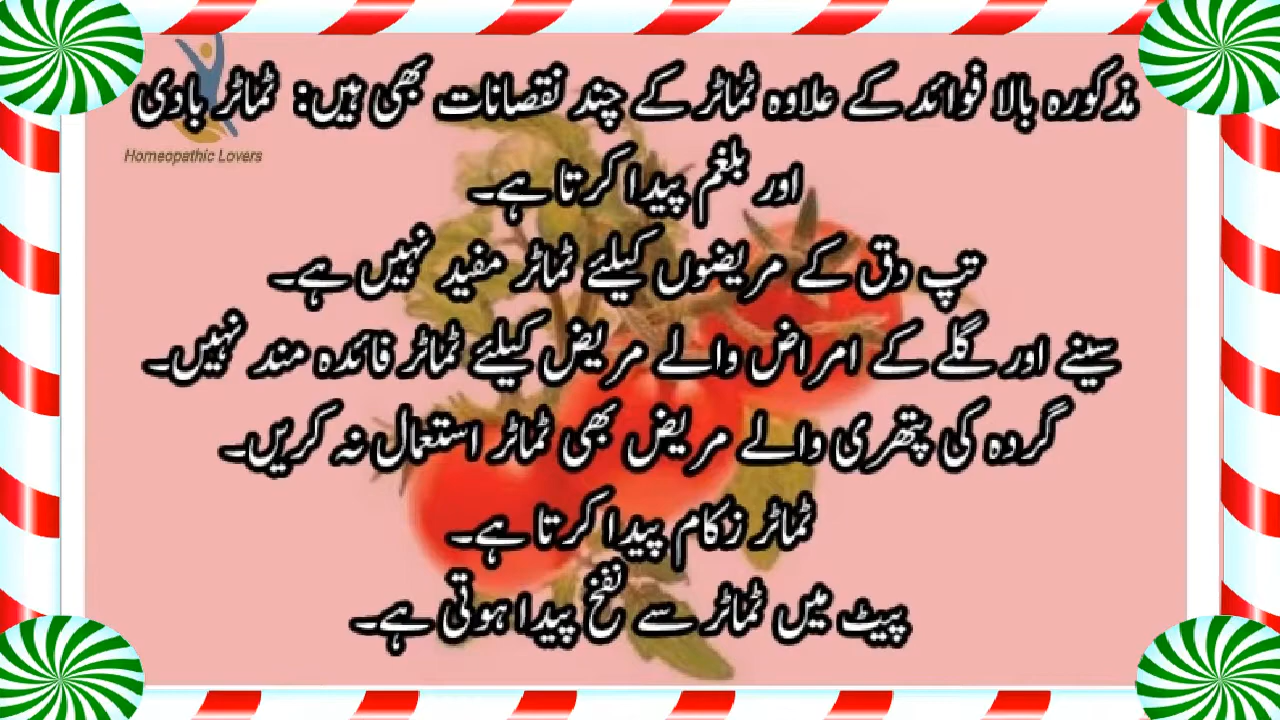 مذکورہ بالا فوائد کے علاوہ ٹماٹر کے چند نقصانات بھی ہیں: ٹماٹر بادی
اور بلغم پیدا کرتا ہے۔
تپ دق کے مریضوں کیلئے ٹماٹر مفید نہیں ہے۔
سینے اور گلے کے امراض والے مریض کیلئے ٹماٹر فائدہ مند نہیں۔
گردہ کی پتھری والے مریض بھی ٹماٹر استعمال نہ کریں۔
ٹماٹر زکام پیدا کرتا ہے۔
پیٹ میں ٹماٹر سے نفخ پیدا ہوتی ہے۔
Homeopathic Lovers